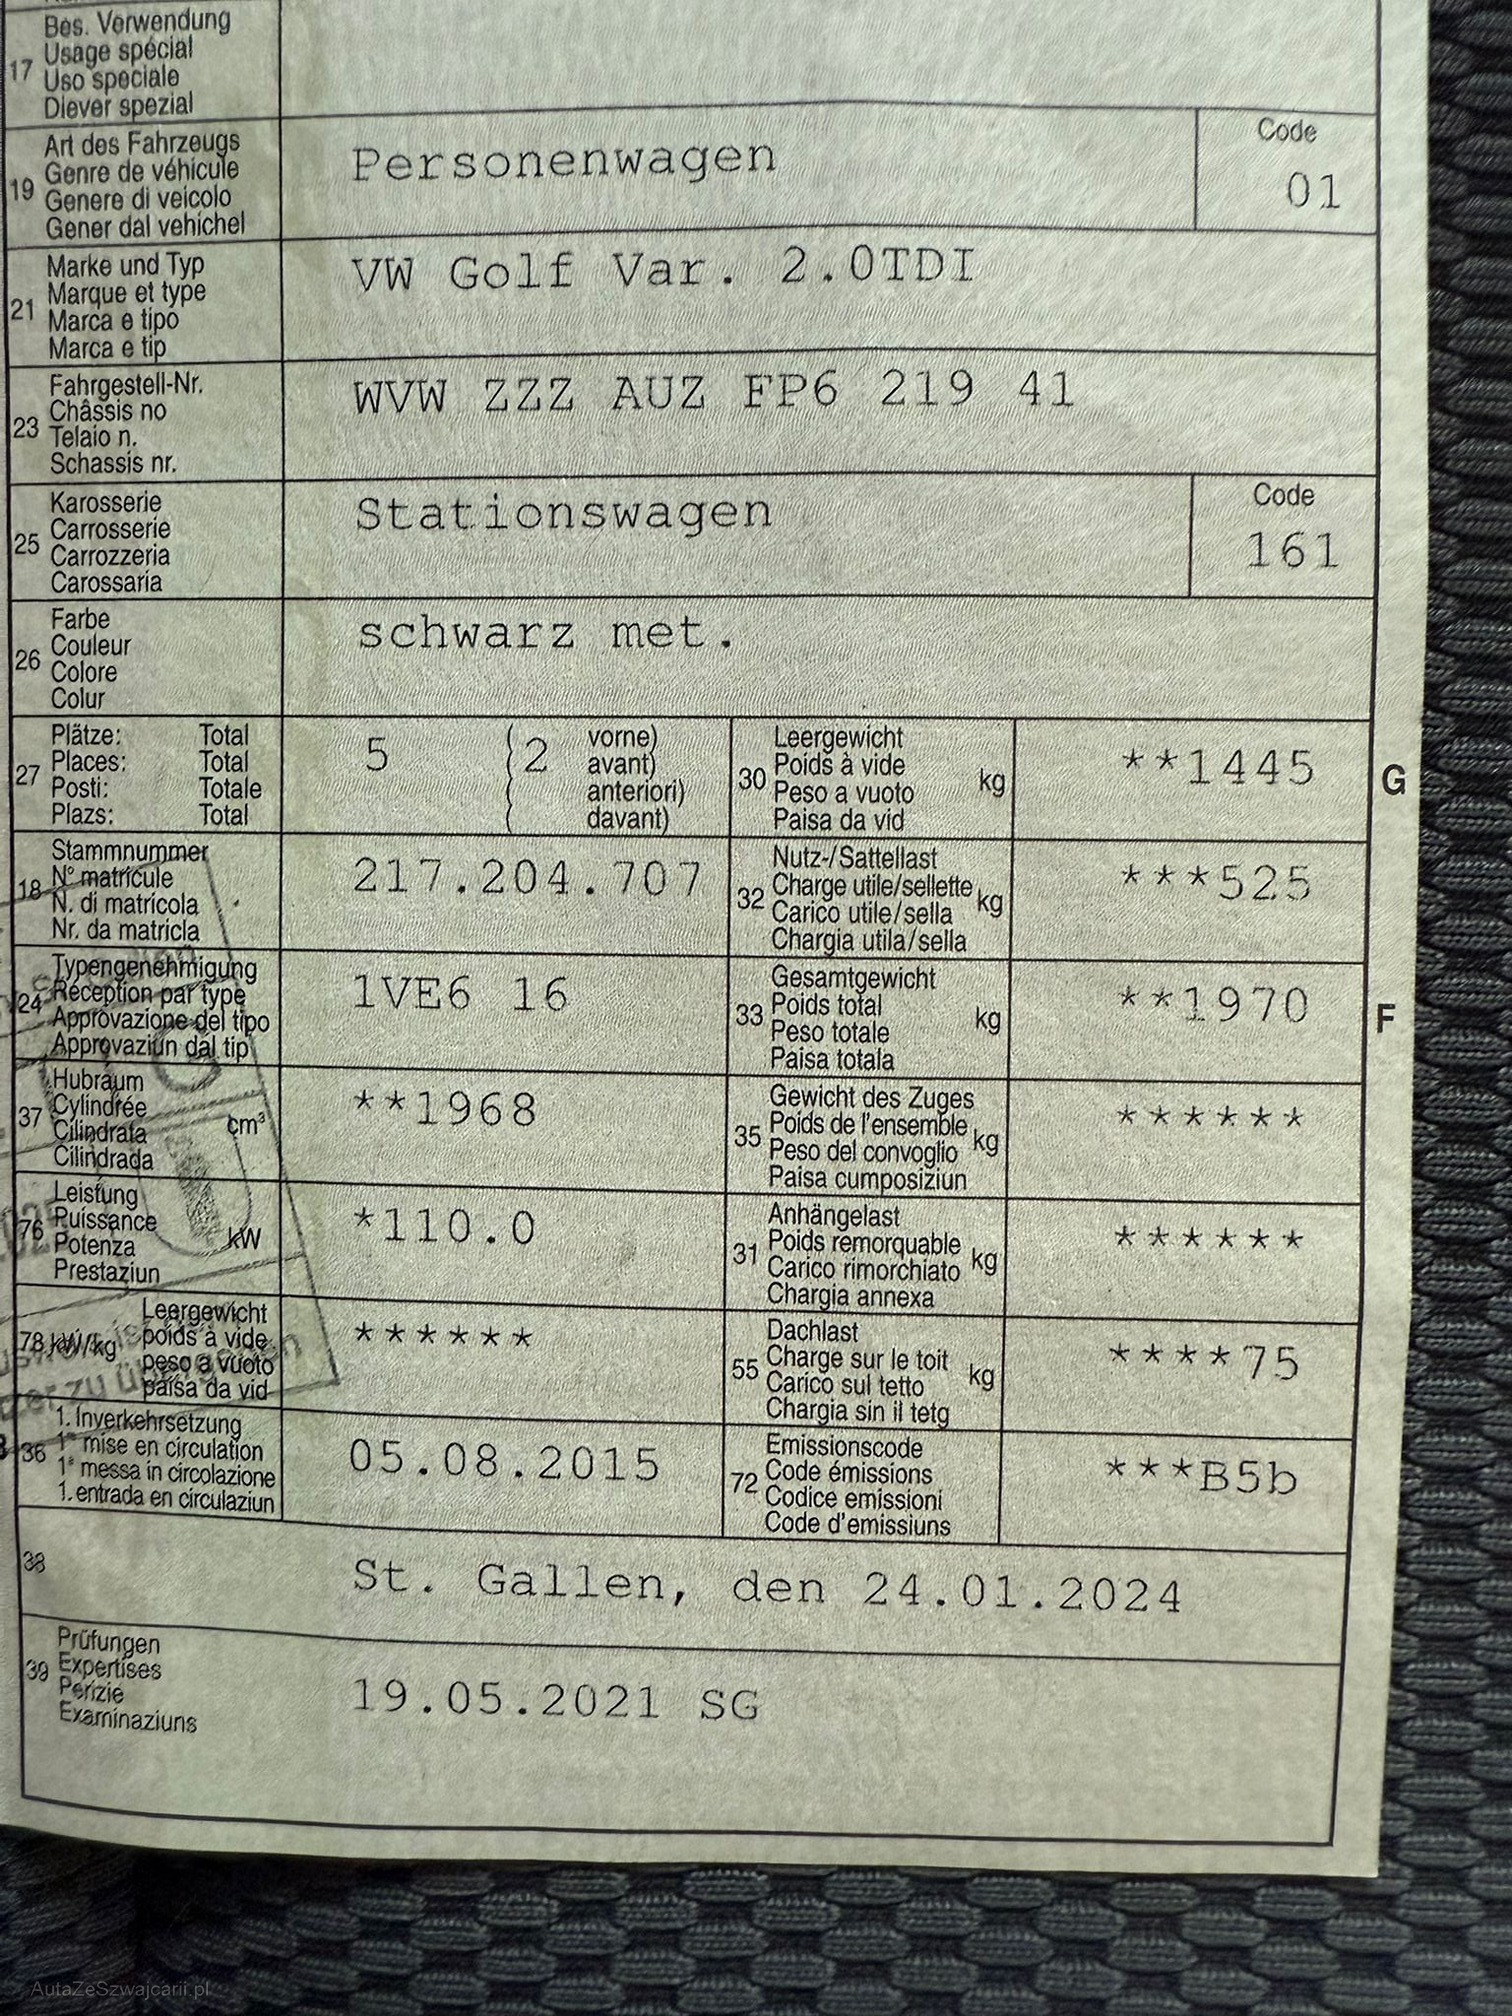 Bes. Verwendung
17 Usage spécial
Uso speciale
Diever spezial
Art des Fahrzeugs
19 Genre de véhicule
Genere di veicolo
Gener dal vehichel
Personenwagen
Code
01
Marke und Typ
21 Marque et type
Marca e tipo
Marca e tip
VW Golf Var. 2.0TDI
Fahrgestell-Nr.
23 Châssis no
Telaio n.
Schassis nr.
WVW ZZZ AUZ FP6 219 41
Karosserie
25 Carrosserie
Carrozzeria
Carossaria
Stationswagen
Code
161
Farbe
26 Couleur
Colore
Colur
schwarz met.
Plätze: Total
27 Places: Total
Posti: Totale
Plazs: Total
5 (2 vorne)
avant)
anteriori)
davant)
Leergewicht
30 Poids à vide kg
Peso a vuoto
Paisa da vid
**1445
G
Stammnummer
18 N° matricule
N. di matricola
Nr. da matricla
217.204.707
Nutz-/Sattellast
32 Charge utile/sellette kg
Carico utile/sella
Chargia utila/sella
***525
Typengenehmigung
24 Réception par type
Approvazione del tipo
Approvaziun dal tip
1VE6 16
Gesamtgewicht
33 Poids total kg
Peso totale
Paisa totala
**1970
F
Hubraum
37 Cylindrée cm³
Cilindrata
Cilindrada
**1968
Gewicht des Zuges
35 Poids de l'ensemble kg
Peso del convoglio
Paisa cumposiziun
******
Leistung
76 Puissance kW
Potenza
Prestaziun
*110.0
Anhängelast
31 Poids remorquable kg
Carico rimorchiato
Chargia annexa
******
Leergewicht
78 kW/kg poids à vide
peso a vuoto
paisa da vid
******
Dachlast
55 Charge sur le toit kg
Carico sul tetto
Chargia sin il tetg
****75
1. Inverkehrsetzung
36 1re mise en circulation
1a messa in circolazione
1. entrada en circulaziun
05.08.2015
Emissionscode
72 Code émissions
Codice emissioni
Code d'emissiuns
***B5b
38
St. Gallen, den 24.01.2024
Prüfungen
39 Expertises
Perizie
Examinaziuns
19.05.2021 SG
AutaZeSzwajcarii.pl